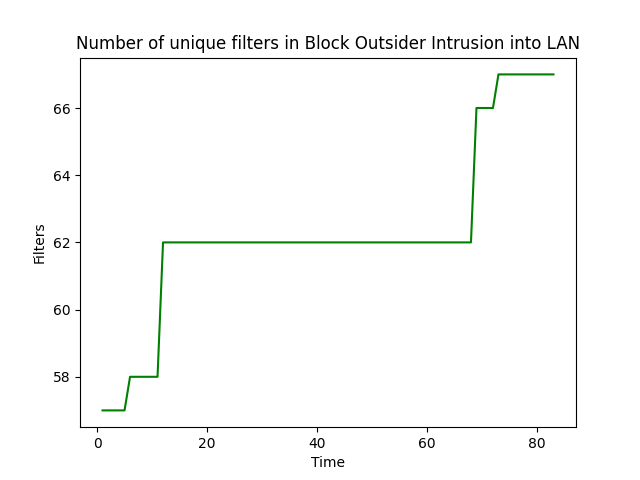 Number of unique filters in Block Outsider Intrusion into LAN
66
64
62
60
58
Filters
0 20 40 60 80
Time